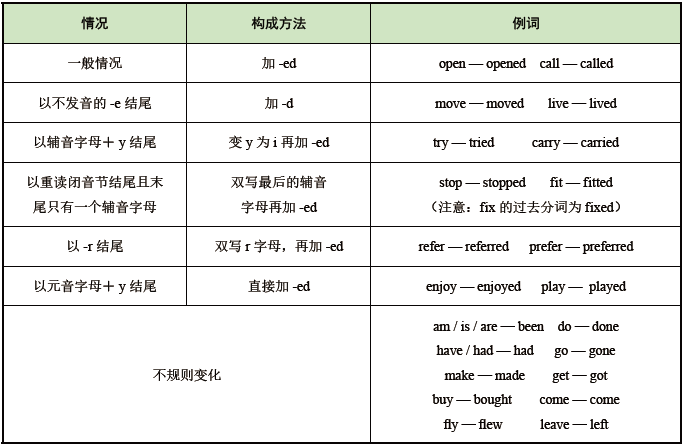 情况 构成方法 例词
一般情况 加 -ed open — opened call — called
以不发音的 -e 结尾 加 -d move — moved live — lived
以辅音字母＋ y 结尾 变 y 为 i 再加 -ed try — tried carry — carried
以重读闭音节结尾且末 双写最后的辅音 stop — stopped fit — fitted
尾只有一个辅音字母 字母再加 -ed （注意：fix 的过去分词为 fixed）
以 -r 结尾 双写 r 字母，再加 -ed refer — referred prefer — preferred
以元音字母＋ y 结尾 直接加 -ed enjoy — enjoyed play — played
不规则变化
am / is / are — been do — done
have / had — had go — gone
make — made get — got
buy — bought come — come
fly — flew leave — left